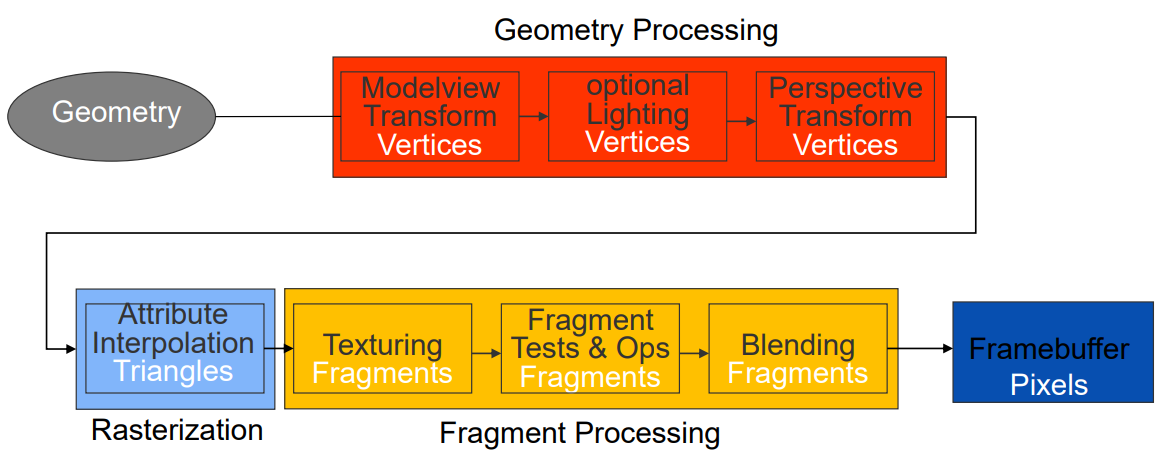 Geometry Processing
Geometry
Modelview
Transform
Vertices
optional
Lighting
Vertices
Perspective
Transform
Vertices
Attribute
Interpolation
Triangles
Texturing
Fragments
Fragment
Tests & Ops
Fragments
Blending
Fragments
Framebuffer
Pixels
Rasterization
Fragment Processing